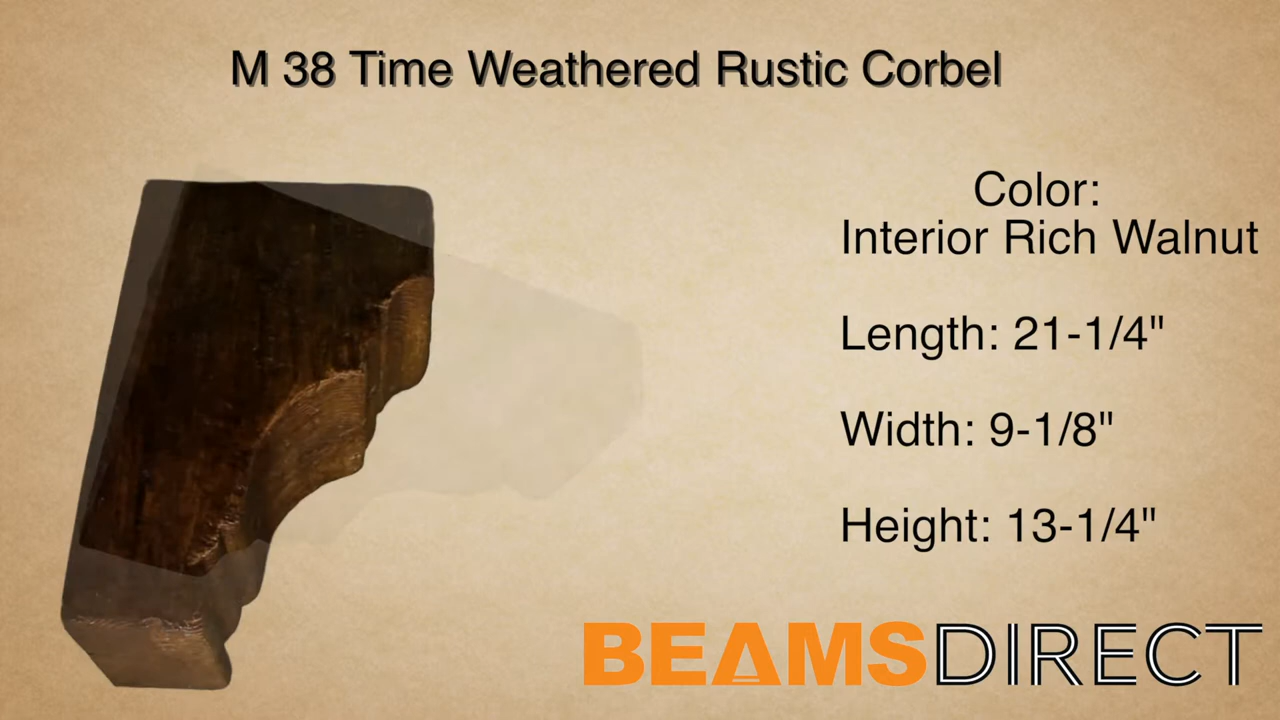 M 38 Time Weathered Rustic Corbel
Color:
Interior Rich Walnut
Length: 21-1/4"
Width: 9-1/8"
Height: 13-1/4"
BEAMSDIRECT